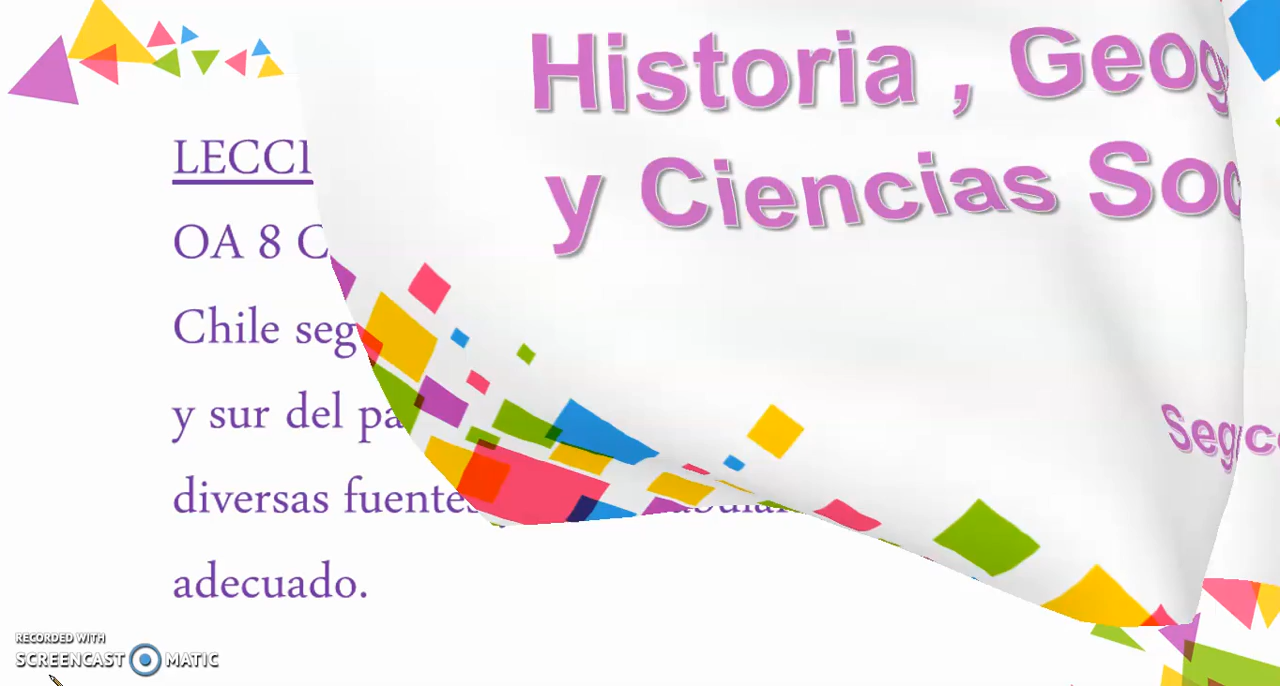 Historia , Geog
y Ciencias Soc
LECCI
OA 8 C
Chile seg
y sur del pa
diversas fuentes
adecuado.
RECORDED WITH
SCREENCAST MATIC